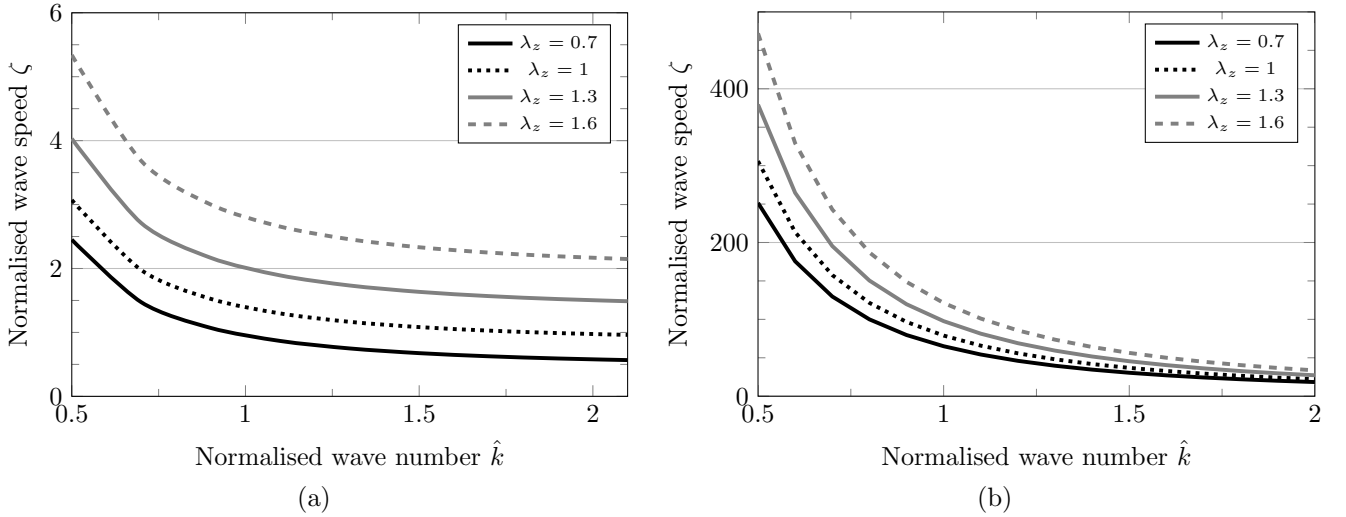 6
4
2
0
0.5
1
1.5
2
Normalised wave speed ζ
Normalised wave number k̂
λz = 0.7
λz = 1
λz = 1.3
λz = 1.6
(a)
400
200
0
0.5
1
1.5
2
Normalised wave speed ζ
Normalised wave number k̂
λz = 0.7
λz = 1
λz = 1.3
λz = 1.6
(b)